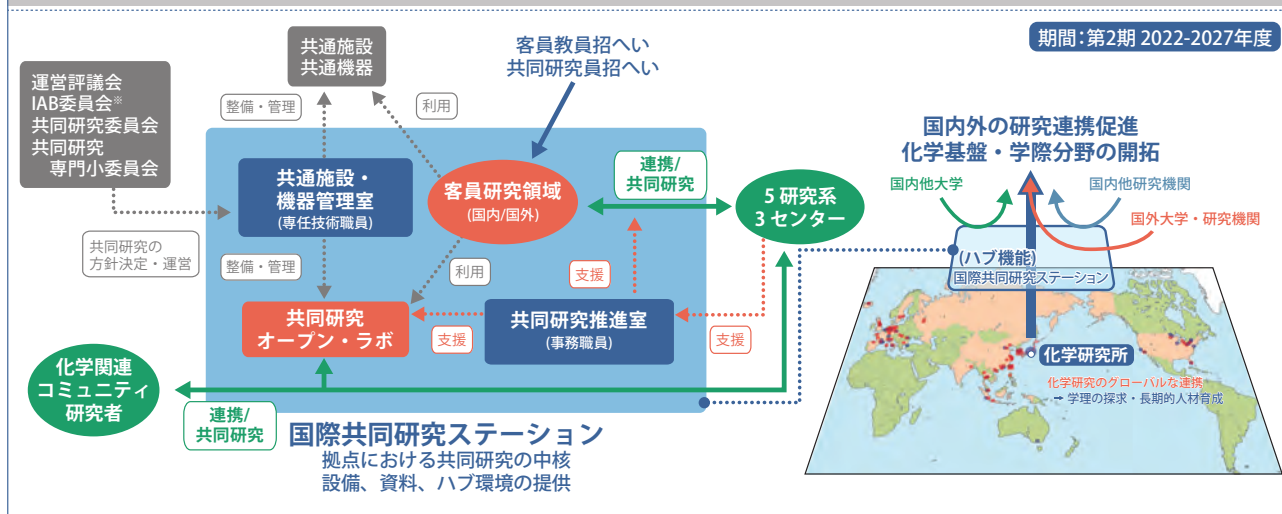 期間：第2期 2022-2027年度
運営評議会
IAB委員会※
共同研究委員会
共同研究
専門小委員会
共通施設
共通機器
客員教員招へい
共同研究員招へい
整備・管理
利用
共通施設・
機器管理室
(専任技術職員)
客員研究領域
(国内/国外)
連携/
共同研究
5 研究系
3 センター
共同研究の
方針決定・運営
整備・管理
利用
支援
共同研究
オープン・ラボ
支援
共同研究推進室
(事務職員)
支援
化学関連
コミュニティ
研究者
連携/
共同研究
国際共同研究ステーション
拠点における共同研究の中核
設備、資料、ハブ環境の提供
国内外の研究連携促進
化学基盤・学際分野の開拓
国内他大学
国内他研究機関
国外大学・研究機関
(ハブ機能)
国際共同研究ステーション
化学研究所
化学研究のグローバルな連携
➡ 学理の探求・長期的人材育成